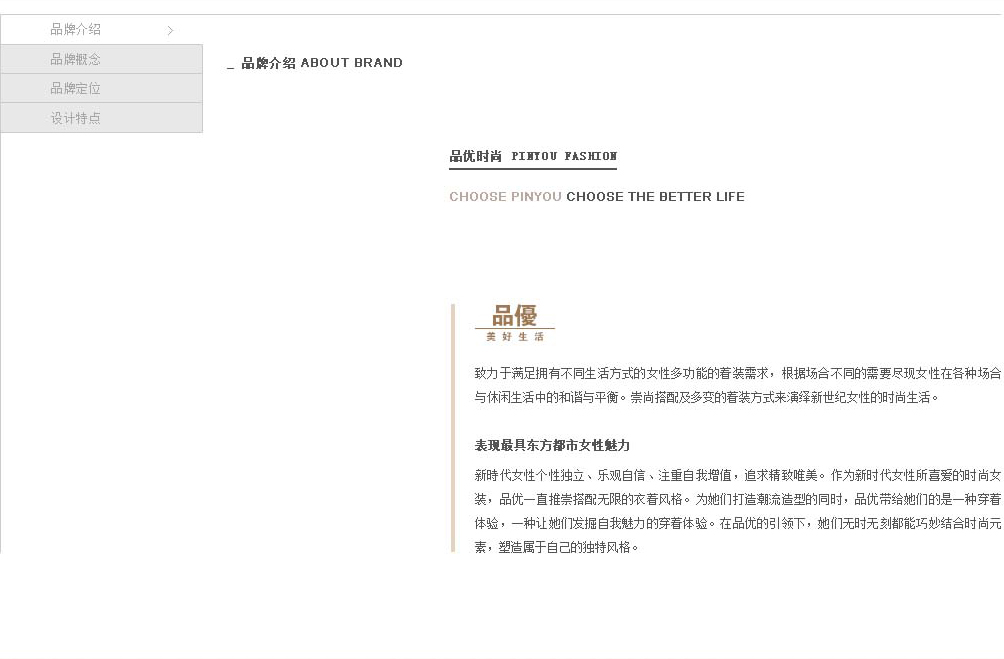 品牌介绍
品牌概念
品牌定位
设计特点
_ 品牌介绍 ABOUT BRAND
品优时尚 PINYOU FASHION
CHOOSE PINYOU CHOOSE THE BETTER LIFE
品優
美好生活
致力于满足拥有不同生活方式的女性多功能的着装需求，根据场合不同的需要尽现女性在各种场合
与休闲生活中的和谐与平衡。崇尚搭配及多变的着装方式来演绎新世纪女性的时尚生活。
表现最具东方都市女性魅力
新時代女性个性独立、乐观自信、注重自我增值，追求精致唯美。作为新时代女性所喜爱的时尚女
装，品优一直推崇搭配无限的衣着风格。为她们打造潮流造型的同时，品优带给她们的是一种穿着
体验，一种让她们发掘自我魅力的穿着体验。在品优的引领下，她们无时无刻都能巧妙结合时尚元
素，塑造属于自己的独特风格。